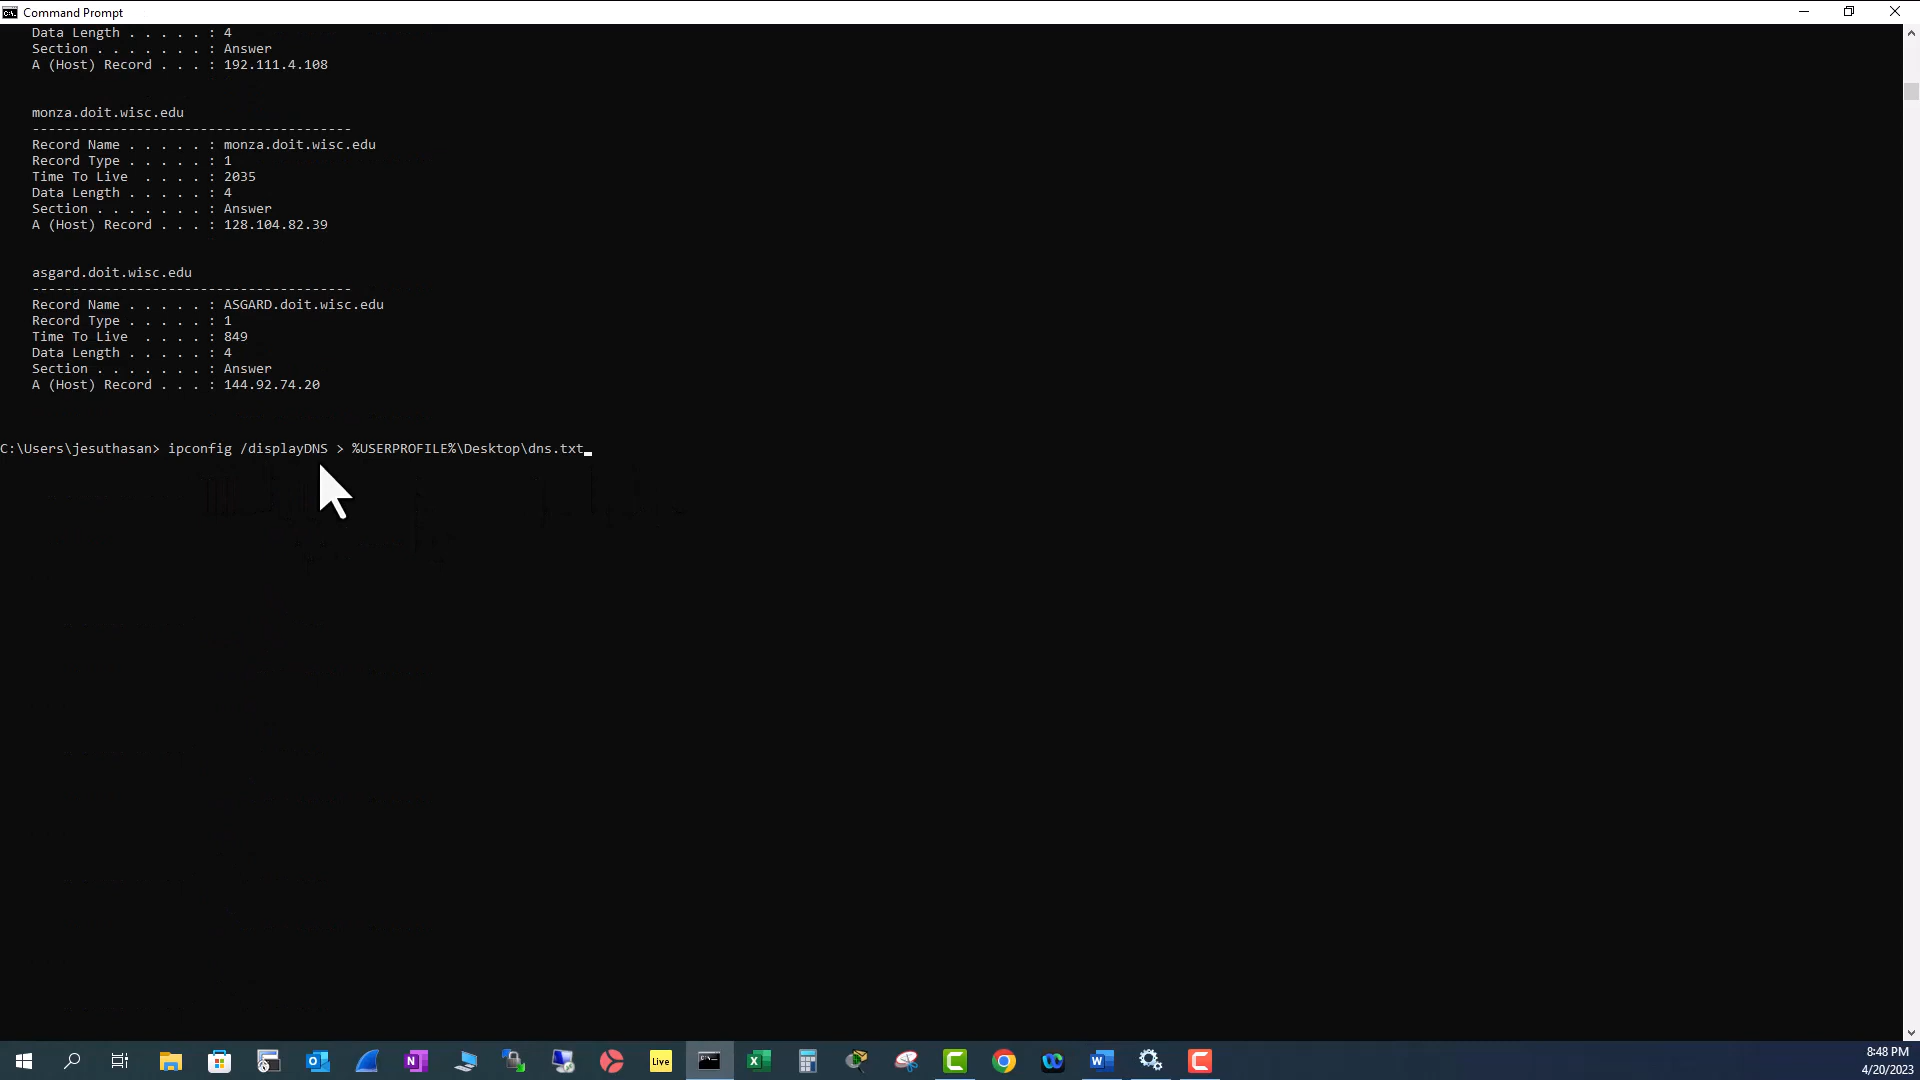 Command Prompt
Data Length . . . . . : 4
Section . . . . . . . : Answer
A (Host) Record . . . : 192.111.4.108
monza.doit.wisc.edu
----------------------------------------
Record Name . . . . . : monza.doit.wisc.edu
Record Type . . . . . : 1
Time To Live  . . . . : 2035
Data Length . . . . . : 4
Section . . . . . . . : Answer
A (Host) Record . . . : 128.104.82.39
asgard.doit.wisc.edu
----------------------------------------
Record Name . . . . . : ASGARD.doit.wisc.edu
Record Type . . . . . : 1
Time To Live  . . . . : 849
Data Length . . . . . : 4
Section . . . . . . . : Answer
A (Host) Record . . . : 144.92.74.20
C:\Users\jesuthasan> ipconfig /displayDNS > %USERPROFILE%\Desktop\dns.txt
Live
8:48 PM
4/20/2023